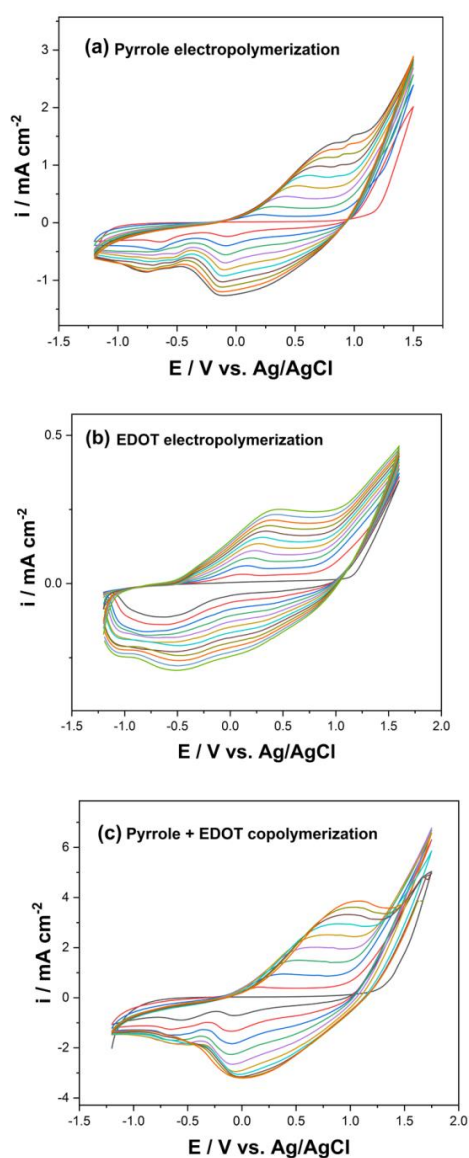 (a) Pyrrole electropolymerization
3
2
1
0
-1
i / mA cm-2
-1.5 -1.0 -0.5 0.0 0.5 1.0 1.5
E / V vs. Ag/AgCl
(b) EDOT electropolymerization
0.5
0.0
i / mA cm-2
-1.5 -1.0 -0.5 0.0 0.5 1.0 1.5 2.0
E / V vs. Ag/AgCl
(c) Pyrrole + EDOT copolymerization
6
4
2
0
-2
-4
i / mA cm-2
-1.5 -1.0 -0.5 0.0 0.5 1.0 1.5 2.0
E / V vs. Ag/AgCl